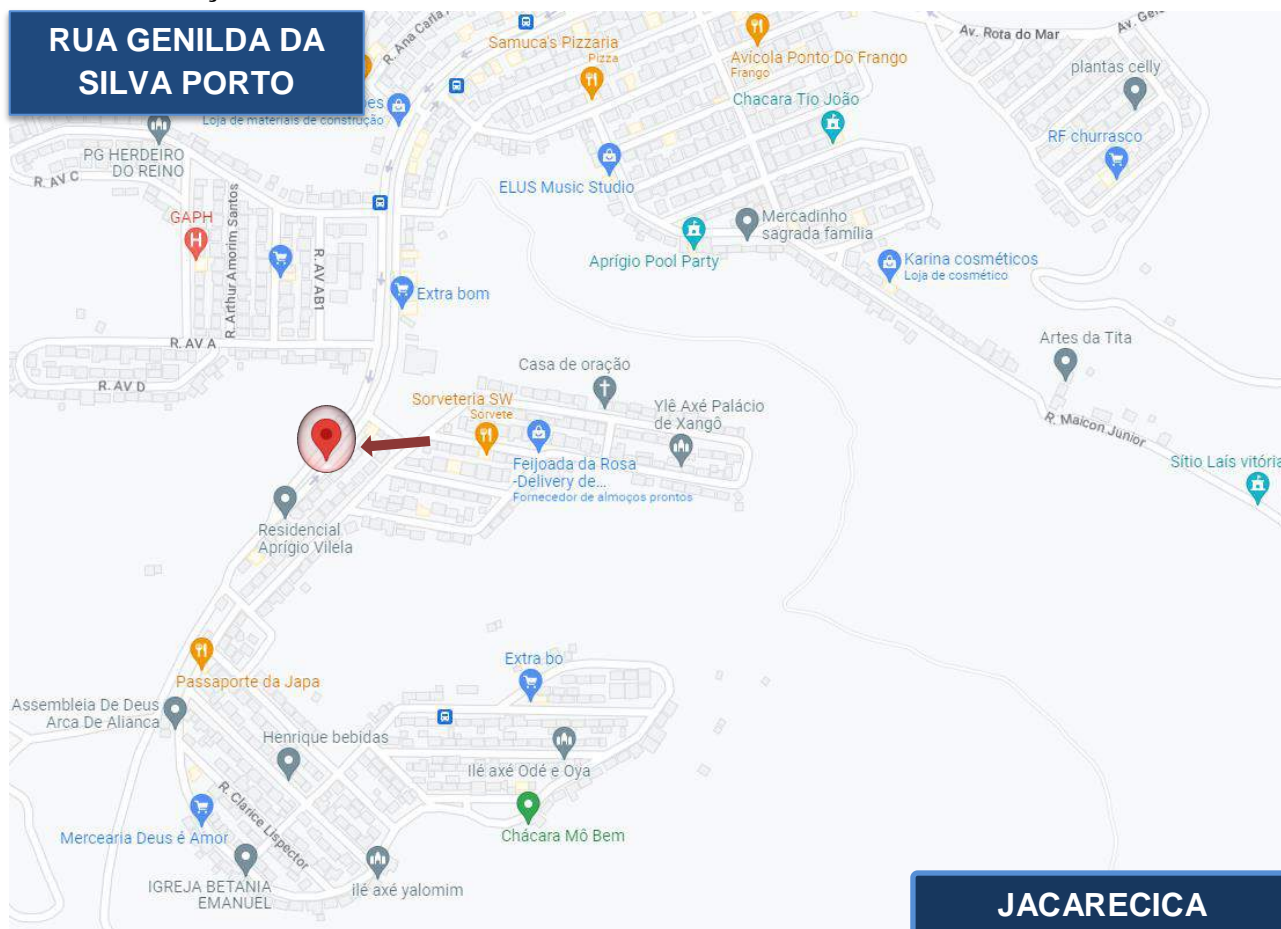 RUA GENILDA DA
SILVA PORTO
R. Ana Carla
Samuca's Pizzaria
Pizza
Avícola Ponto Do Frango
Frango
Av. Rota do Mar
plantas celly
Chacara Tio João
Loja de materiais de construção
RF churrasco
PG HERDEIRO
DO REINO
R. AV C
ELUS Music Studio
GAPH
R. Arthur Amorim Santos
R. AV AB1
Mercadinho
sagrada família
Aprígio Pool Party
Karina cosméticos
Loja de cosmético
Extra bom
R. AV A
Artes da Tita
R. AV D
Casa de oração
Sorveteria SW
Sorvete
Ylê Axé Palácio
de Xangô
R. Maicon Junior
Feijoada da Rosa
-Delivery de...
Fornecedor de almoços prontos
Sítio Laís vitória
Residencial
Aprígio Vilela
Passaporte da Japa
Extra bo
Assembleia De Deus
Arca De Alianca
Henrique bebidas
Ilé axé Odé e Oya
R. Clarice Lispector
Mercearia Deus é Amor
Chácara Mô Bem
IGREJA BETANIA
EMANUEL
ilé axé yalomim
JACARECICA